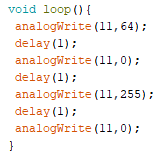 void loop(){
analogWrite(11,64);
delay(1);
analogWrite(11,0);
delay(1);
analogWrite(11,255);
delay(1);
analogWrite(11,0);
}